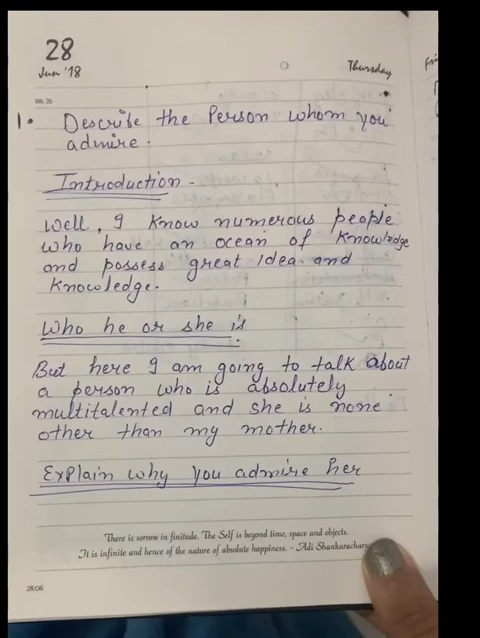 28
Jun '18
Thursday
Wk 26
1. Describe the Person whom you
admire.
Introduction -
Well, I know numerous people
who have an ocean of knowledge
and possess great idea and
knowledge.
Who he or she is
But here I am going to talk about
a person who is absolutely
multitalented and she is none
other than my mother.
Explain why you admire her
There is sorrow in finitude. The Self is beyond time, space and objects.
It is infinite and hence of the nature of absolute happiness. - Adi Shankarachary
28:06